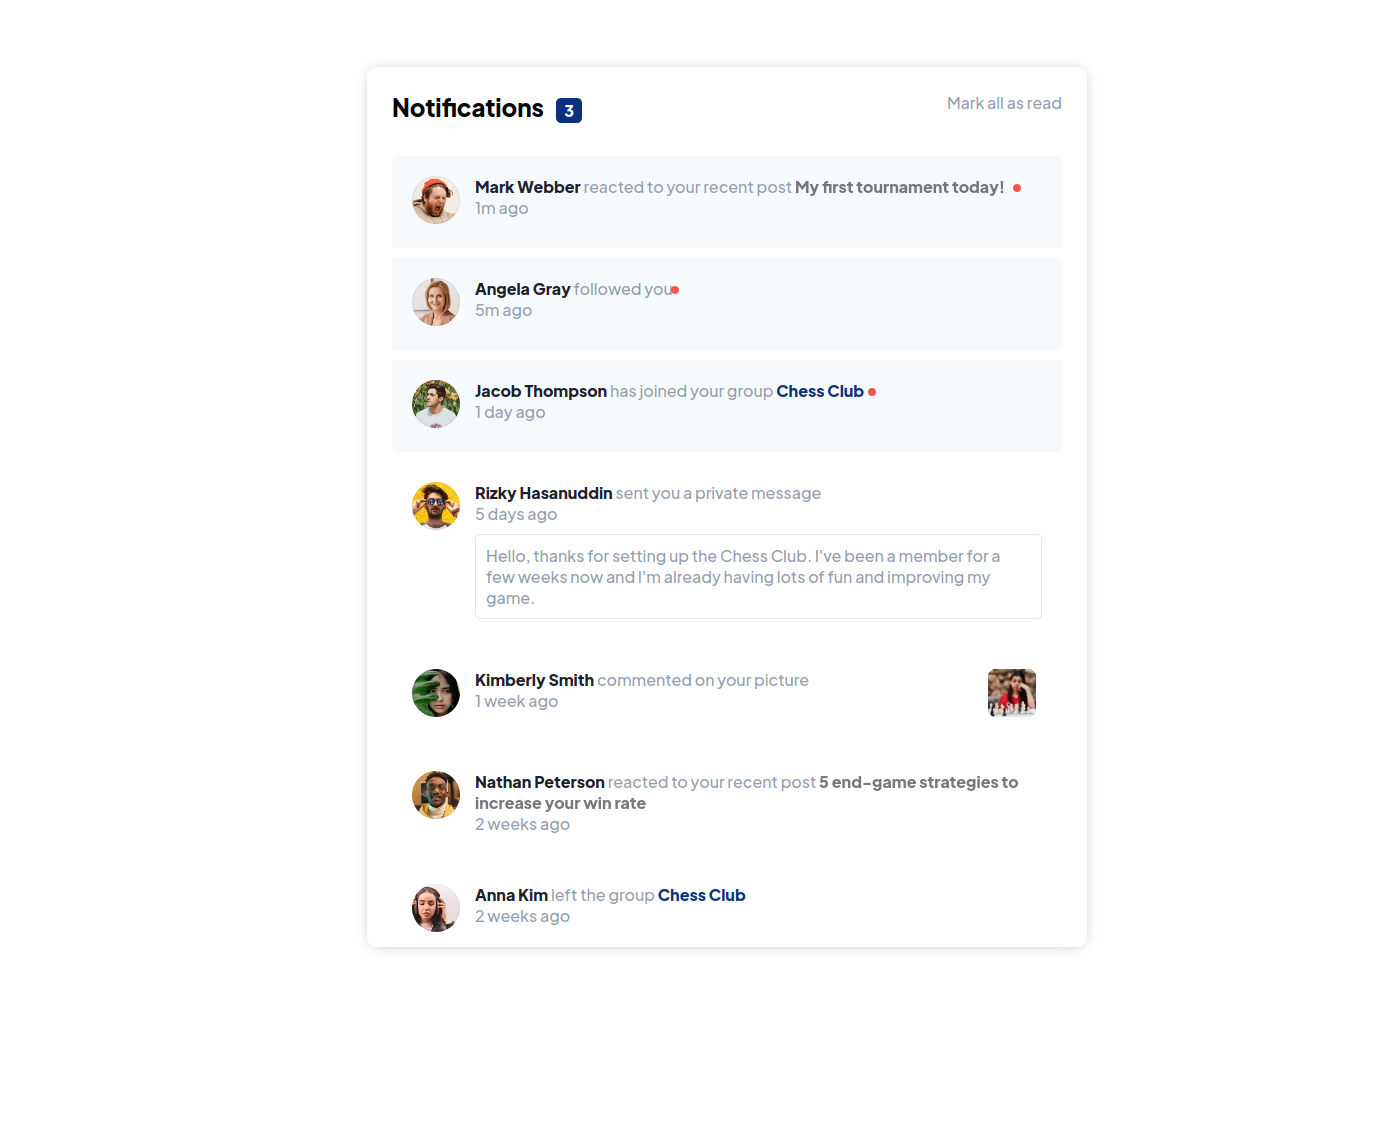 Notifications 3
Mark all as read
Mark Webber reacted to your recent post My first tournament today!
1m ago
Angela Gray followed you
5m ago
Jacob Thompson has joined your group Chess Club
1 day ago
Rizky Hasanuddin sent you a private message
5 days ago
Hello, thanks for setting up the Chess Club. I've been a member for a
few weeks now and I'm already having lots of fun and improving my
game.
Kimberly Smith commented on your picture
1 week ago
Nathan Peterson reacted to your recent post 5 end-game strategies to
increase your win rate
2 weeks ago
Anna Kim left the group Chess Club
2 weeks ago